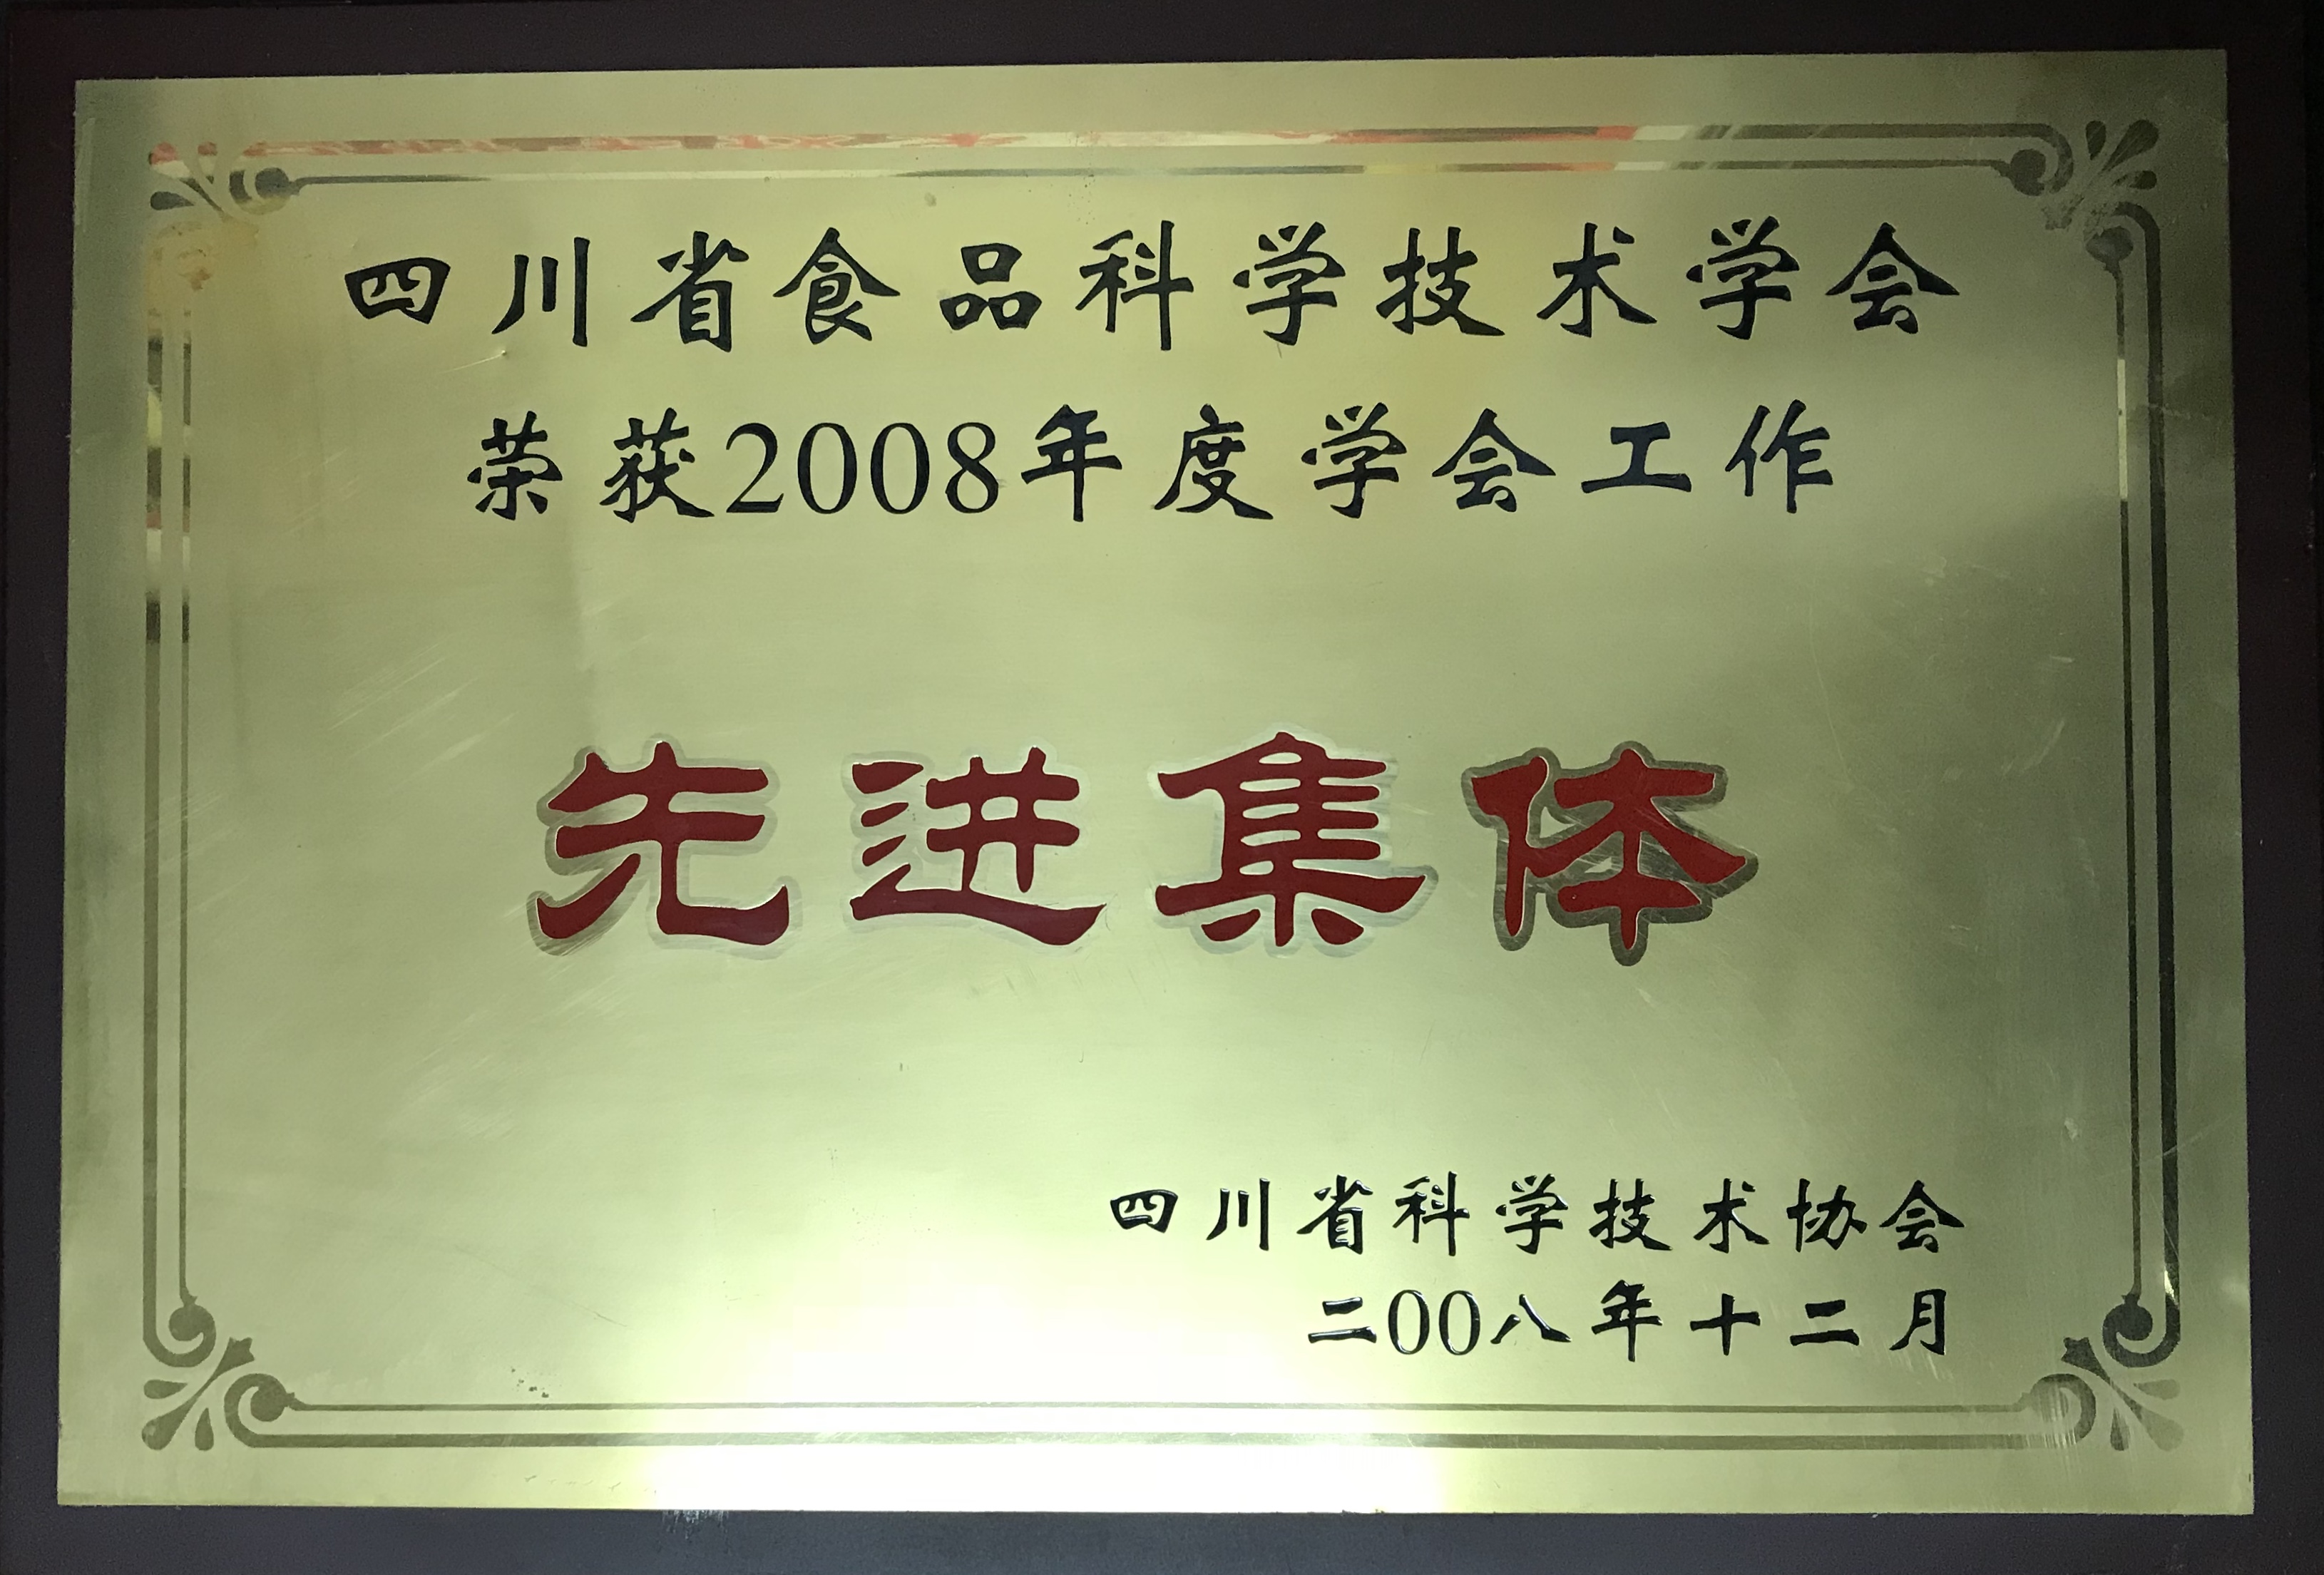 四川省食品科学技术学会
荣获2008年度学会工作
先进集体
四川省科学技术协会
二00八年十二月